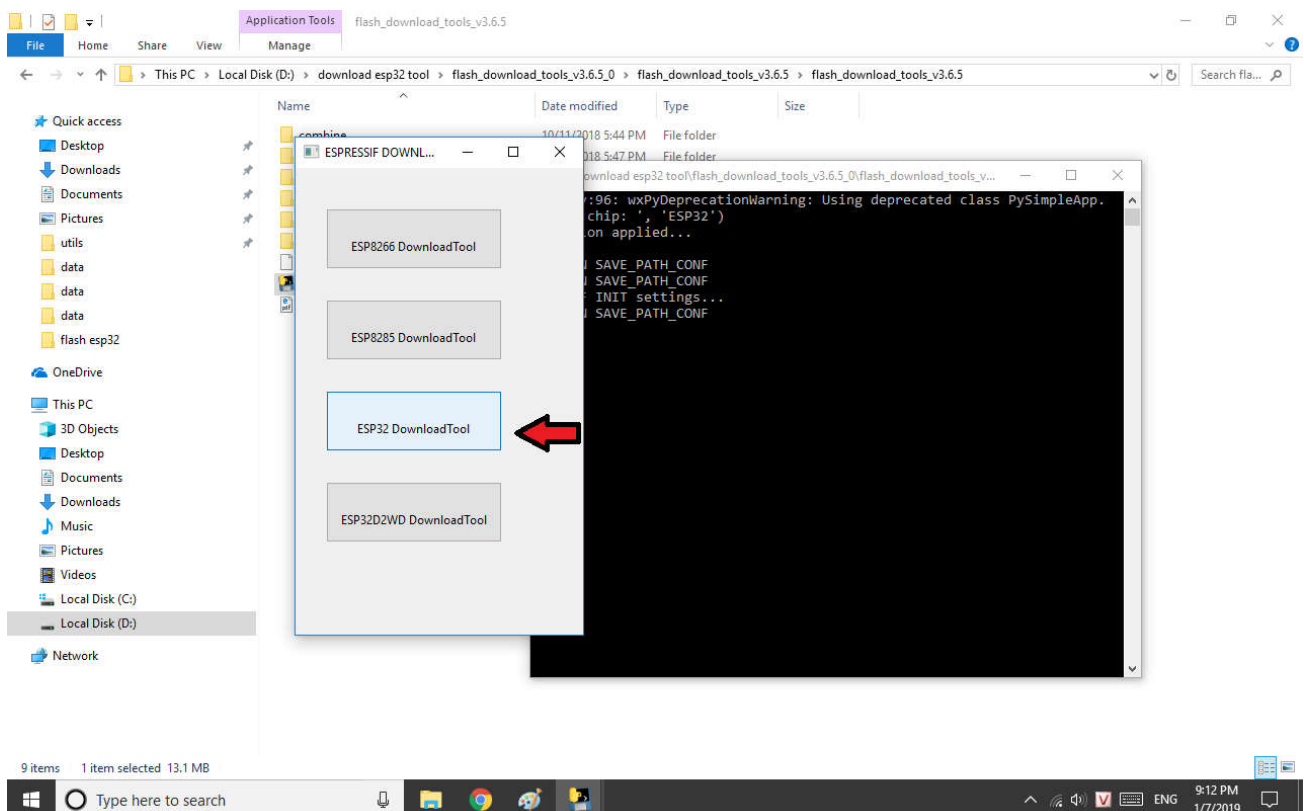 Application Tools
flash_download_tools_v3.6.5
File
Home
Share
View
Manage
This PC > Local Disk (D:) > download esp32 tool > flash_download_tools_v3.6.5_0 > flash_download_tools_v3.6.5 > flash_download_tools_v3.6.5
Search fla...
Quick access
Desktop
Downloads
Documents
Pictures
utils
data
data
data
flash esp32
OneDrive
This PC
3D Objects
Desktop
Documents
Downloads
Music
Pictures
Videos
Local Disk (C:)
Local Disk (D:)
Network
Name
Date modified
Type
Size
combine
10/11/2018 5:44 PM
File folder
018 5:47 PM
File folder
ESPRESSIF DOWNL...
ESP8266 DownloadTool
ESP8285 DownloadTool
ESP32 DownloadTool
ESP32D2WD DownloadTool
ownload esp32 tool\flash_download_tools_v3.6.5_0\flash_download_tools_v...
:96: wxPyDeprecationWarning: Using deprecated class PySimpleApp.
chip: ', 'ESP32')
on applied...
SAVE_PATH_CONF
SAVE_PATH_CONF
INIT settings...
SAVE_PATH_CONF
9 items
1 item selected 13.1 MB
Type here to search
V
ENG
9:12 PM
1/7/2019